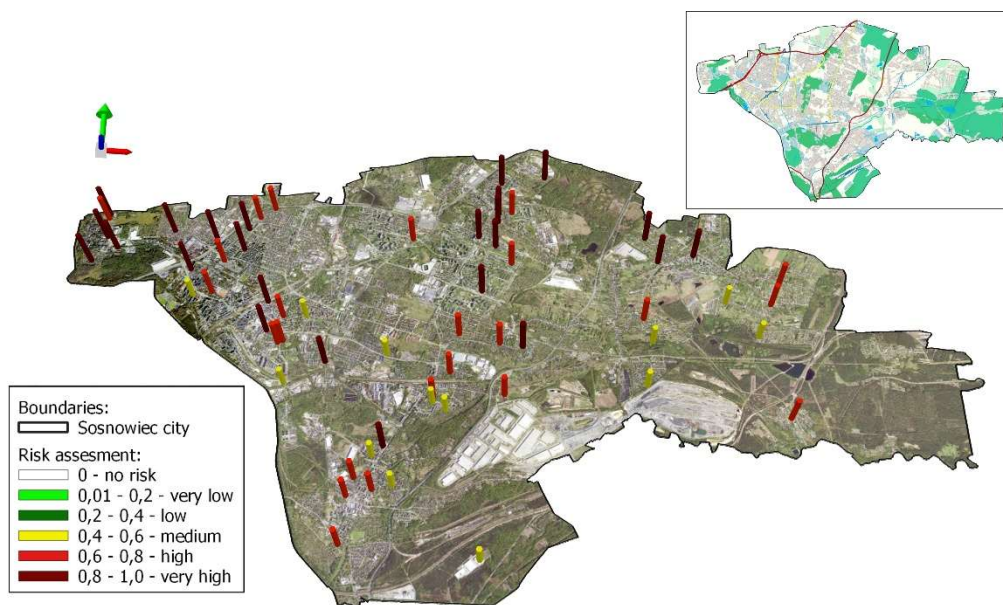 Boundaries:
Sosnowiec city
Risk assesment:
0 - no risk
0,01 - 0,2 - very low
0,2 - 0,4 - low
0,4 - 0,6 - medium
0,6 - 0,8 - high
0,8 - 1,0 - very high